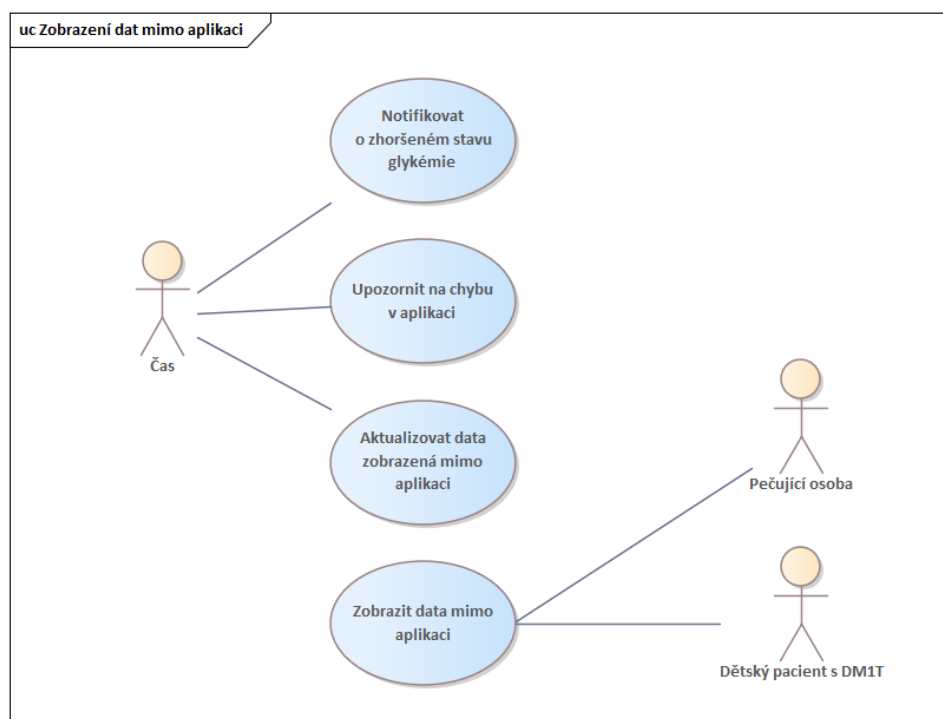 uc Zobrazení dat mimo aplikaci
Notifikovat
o zhoršeném stavu
glykémie
Upozornit na chybu
v aplikaci
Čas
Aktualizovat data
zobrazená mimo
aplikaci
Pečující osoba
Zobrazit data mimo
aplikaci
Dětský pacient s DM1T